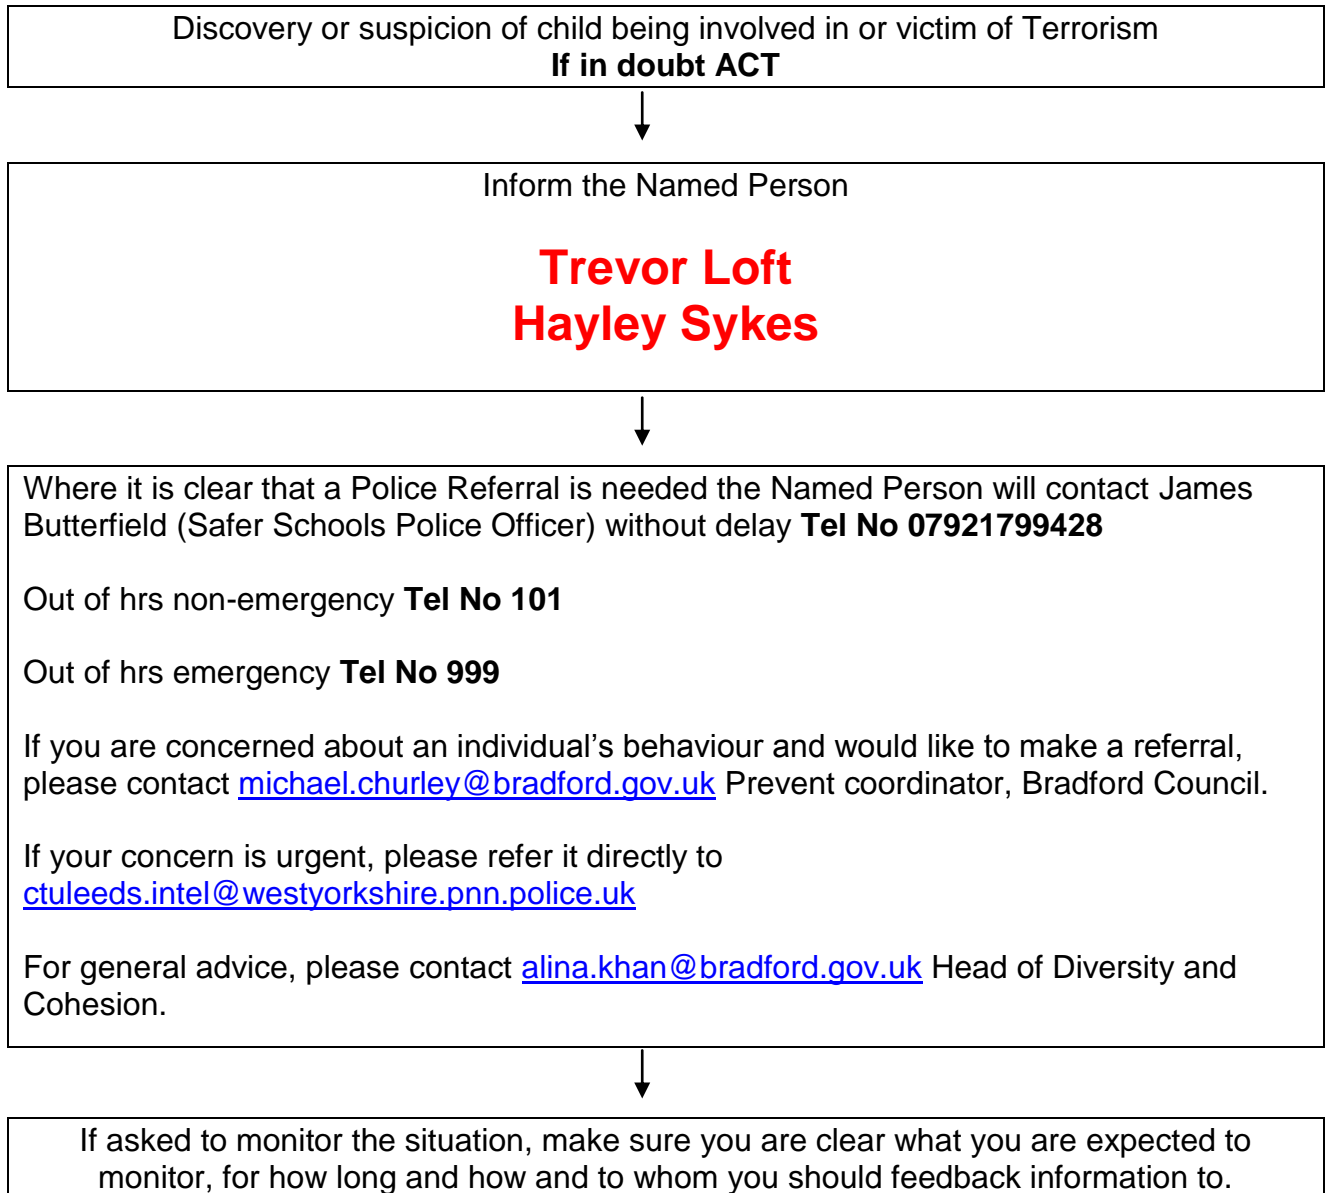 Discovery or suspicion of child being involved in or victim of Terrorism
If in doubt ACT
Inform the Named Person
Trevor Loft
Hayley Sykes
Where it is clear that a Police Referral is needed the Named Person will contact James
Butterfield (Safer Schools Police Officer) without delay Tel No 07921799428
Out of hrs non-emergency Tel No 101
Out of hrs emergency Tel No 999
If you are concerned about an individual’s behaviour and would like to make a referral,
please contact michael.churley@bradford.gov.uk Prevent coordinator, Bradford Council.
If your concern is urgent, please refer it directly to
ctuleeds.intel@westyorkshire.pnn.police.uk
For general advice, please contact alina.khan@bradford.gov.uk Head of Diversity and
Cohesion.
If asked to monitor the situation, make sure you are clear what you are expected to
monitor, for how long and how and to whom you should feedback information to.